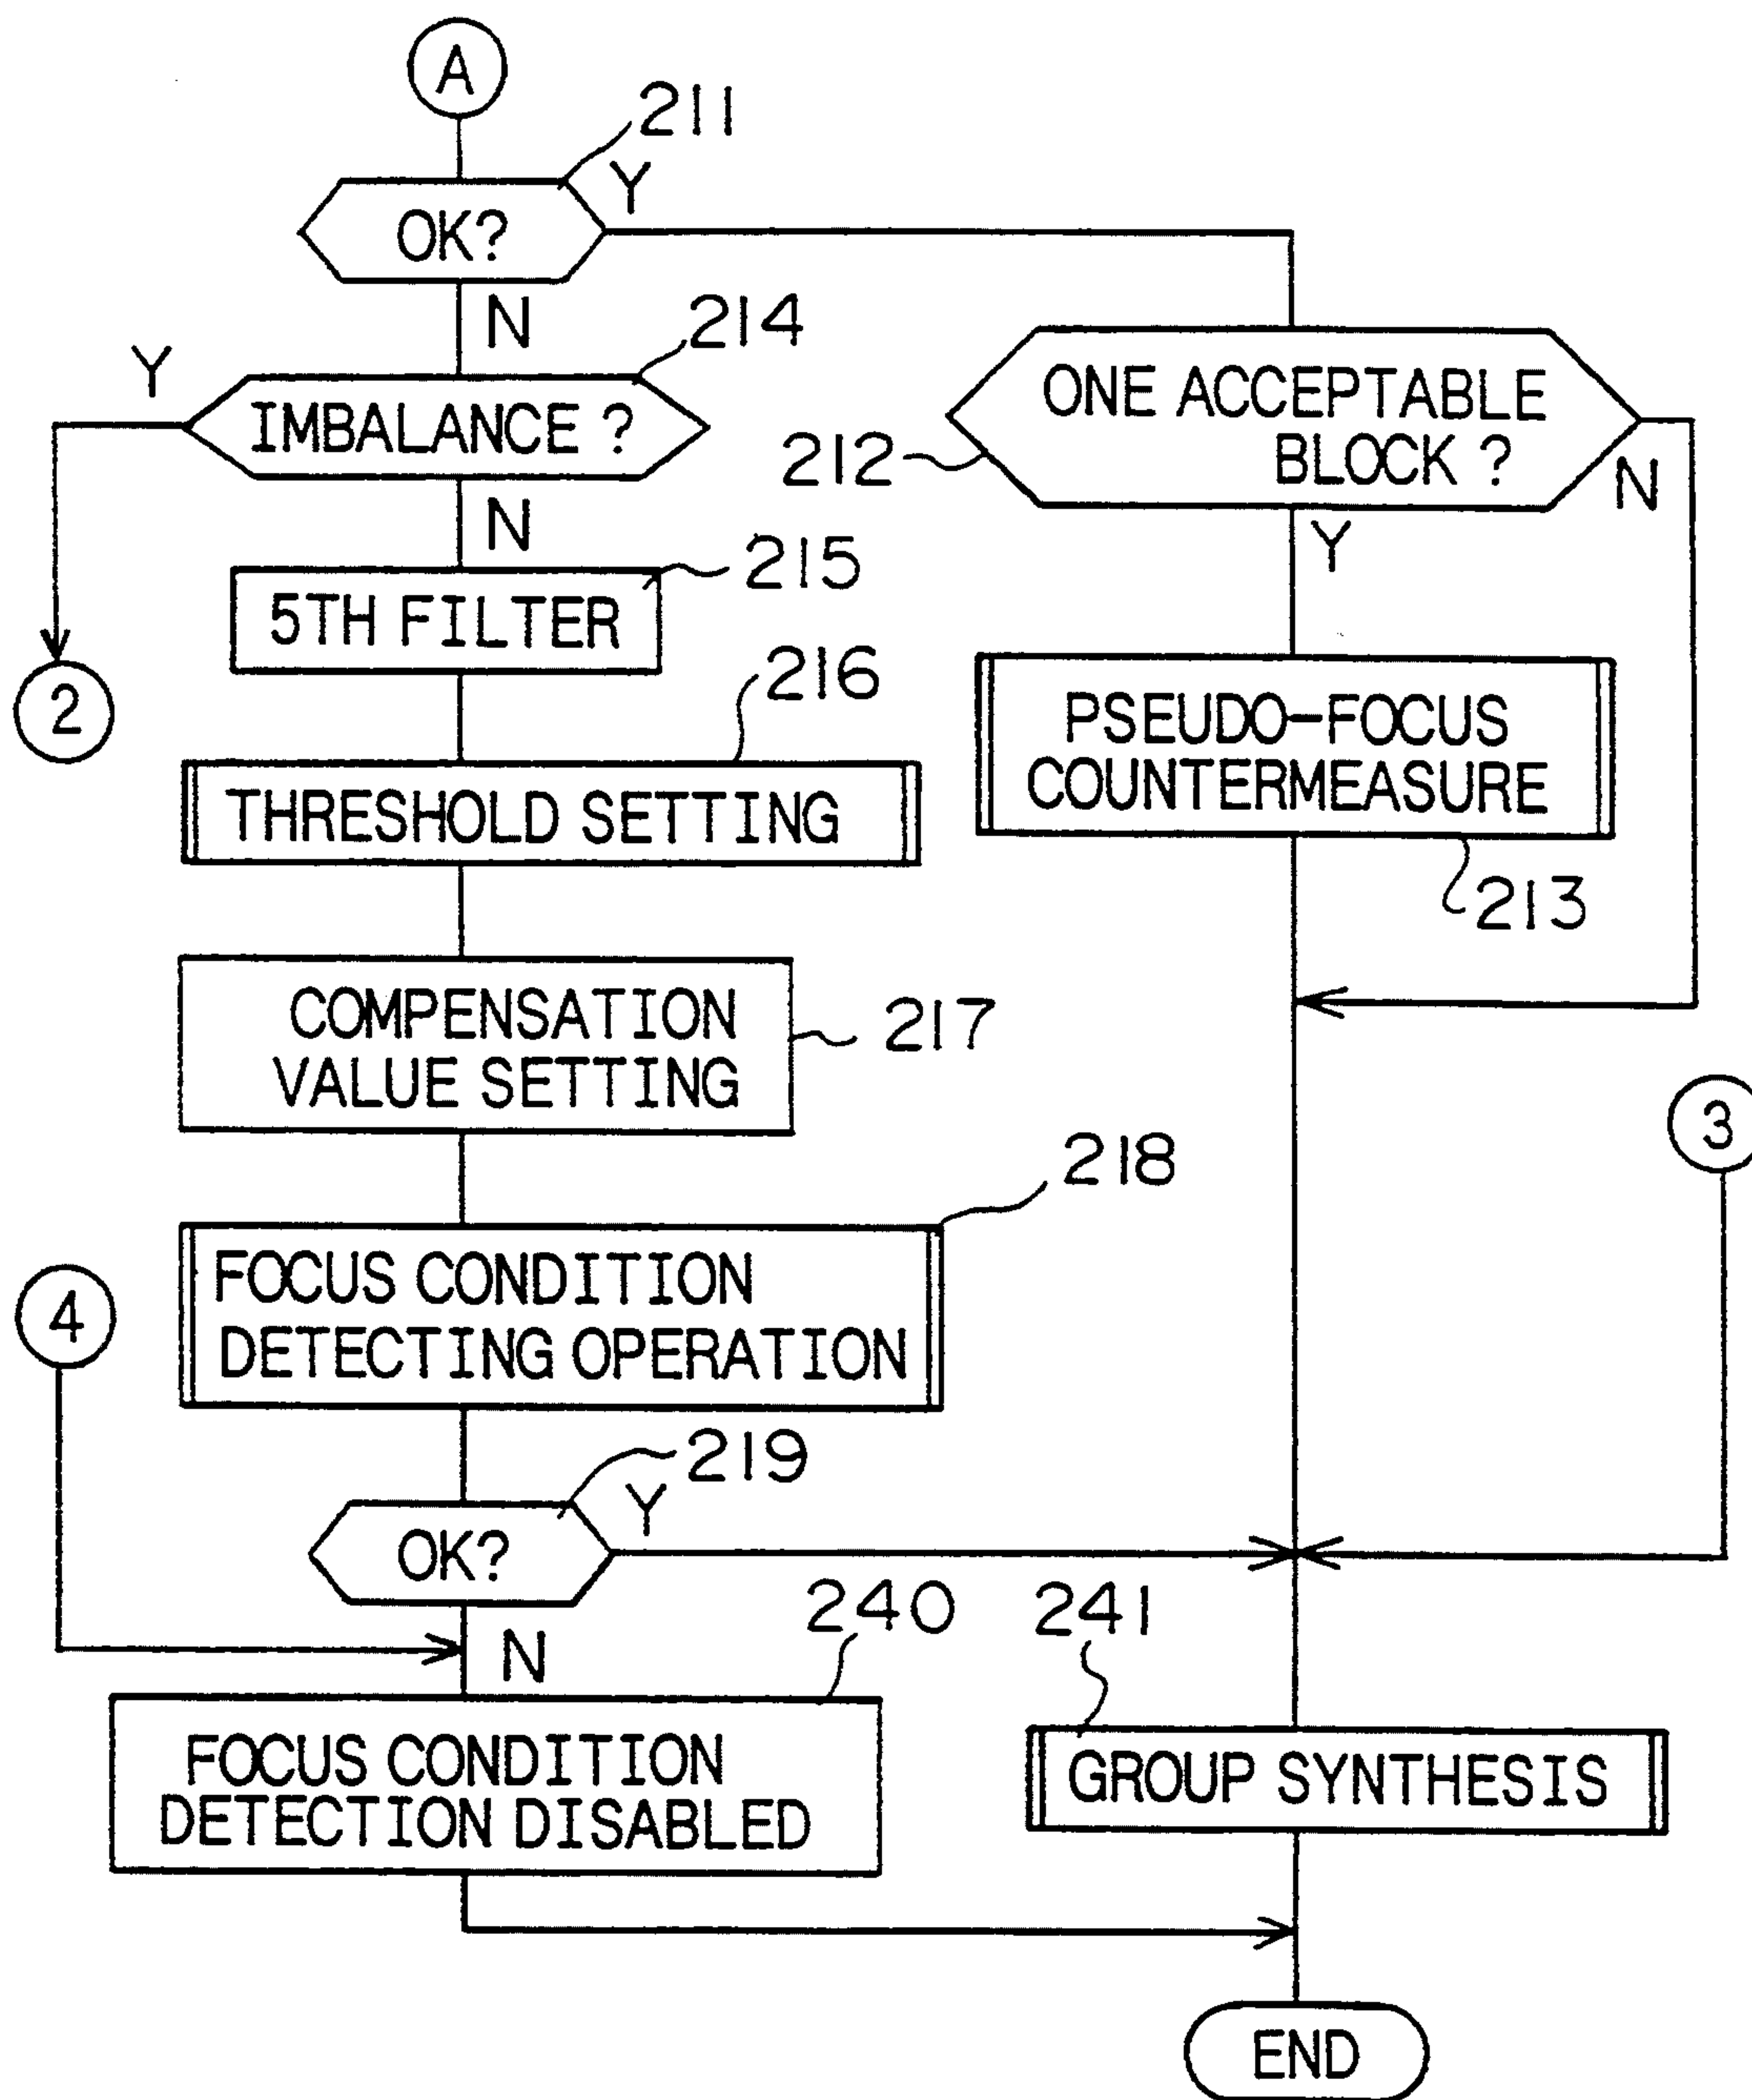 A
211
Y
OK?
N
214
Y
IMBALANCE ?
ONE ACCEPTABLE
BLOCK ?
212
N
N
Y
215
5TH FILTER
2
216
PSEUDO-FOCUS
COUNTERMEASURE
THRESHOLD SETTING
213
COMPENSATION
VALUE SETTING
217
3
218
FOCUS CONDITION
DETECTING OPERATION
4
219
Y
OK?
240
241
N
FOCUS CONDITION
DETECTION DISABLED
GROUP SYNTHESIS
END